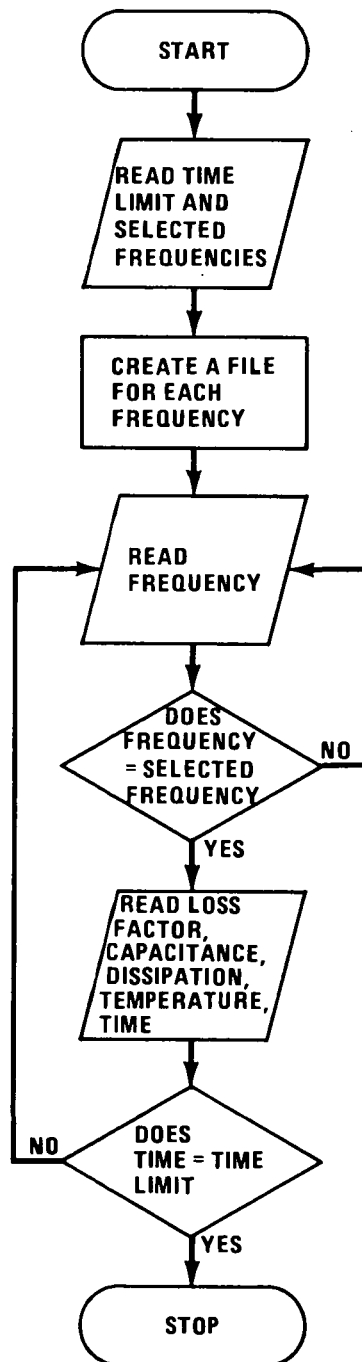 START
READ TIME
LIMIT AND
SELECTED
FREQUENCIES
CREATE A FILE
FOR EACH
FREQUENCY
READ
FREQUENCY
DOES
FREQUENCY
= SELECTED
FREQUENCY
NO
YES
READ LOSS
FACTOR,
CAPACITANCE,
DISSIPATION,
TEMPERATURE,
TIME
NO
DOES
TIME = TIME
LIMIT
YES
STOP